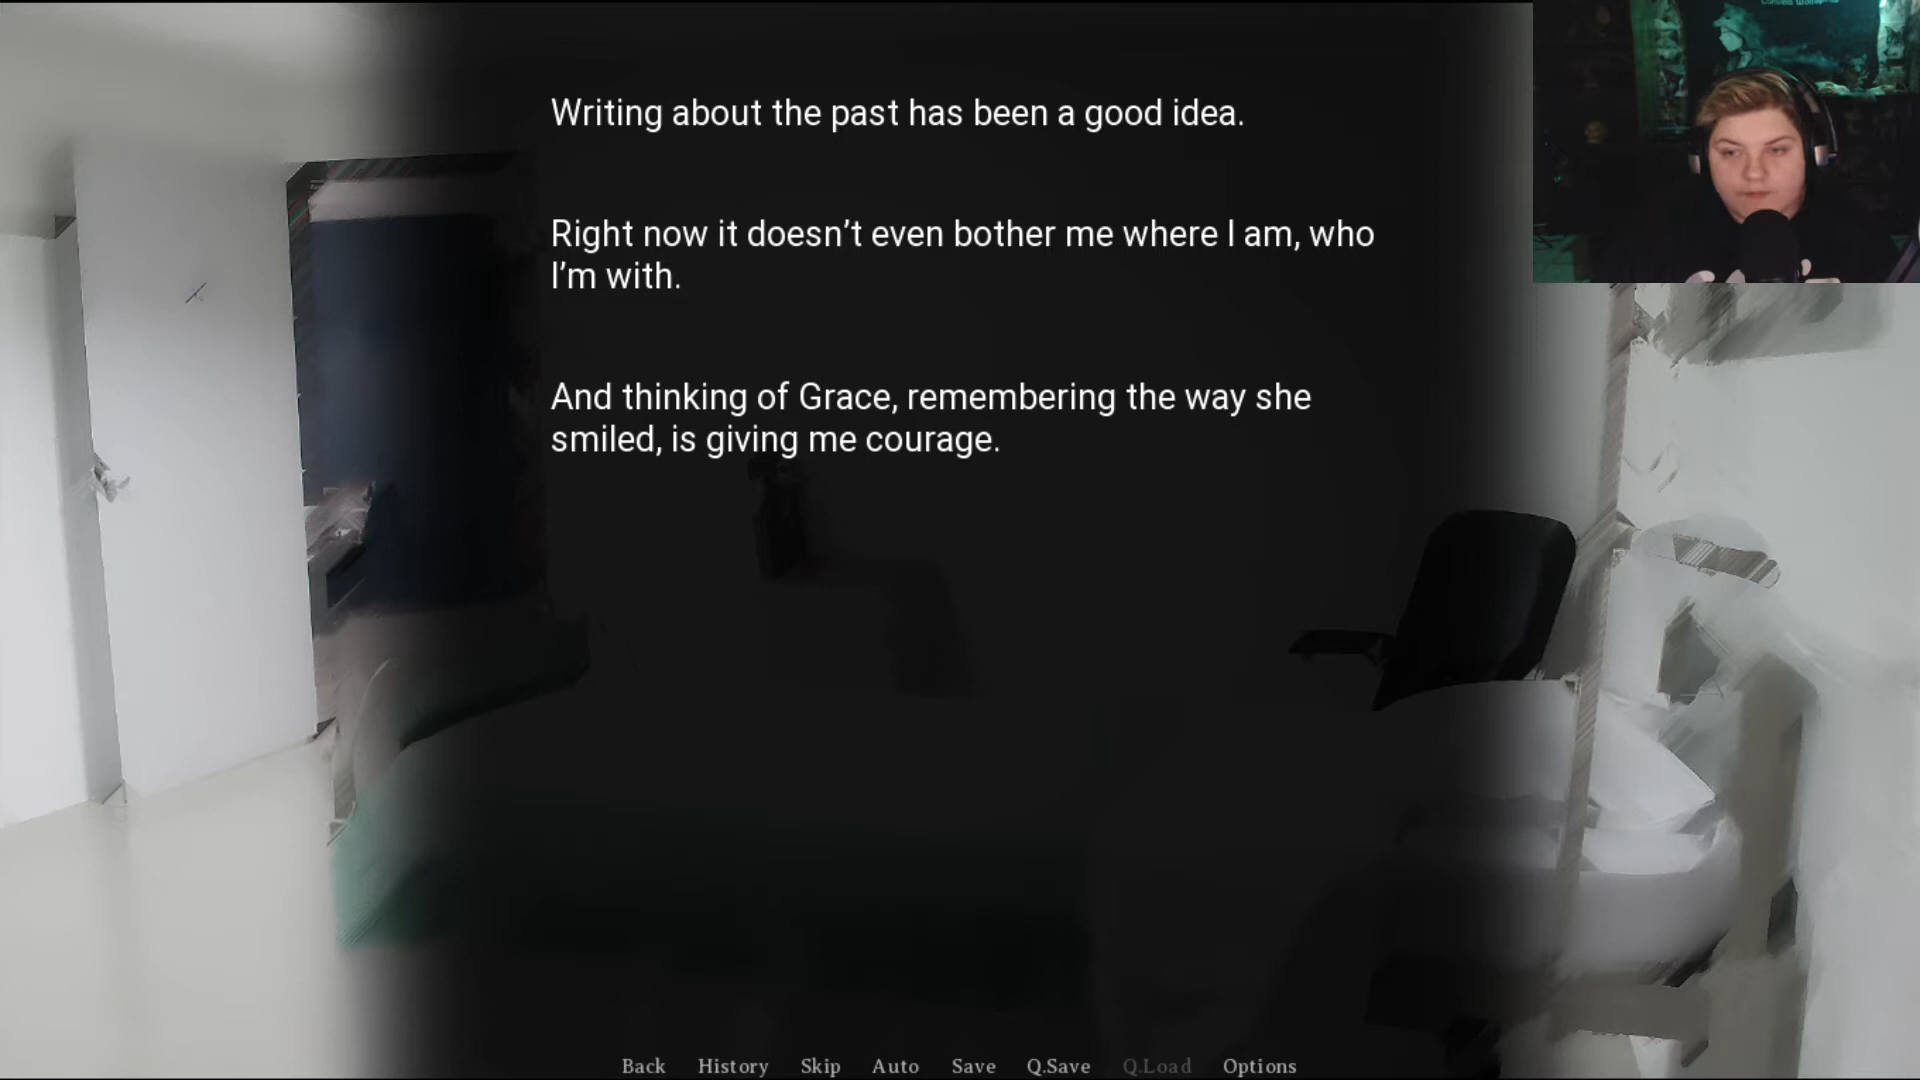 Writing about the past has been a good idea.
Right now it doesn’t even bother me where I am, who
I’m with.
And thinking of Grace, remembering the way she
smiled, is giving me courage.
Back History Skip Auto Save Q.Save Q.Load Options